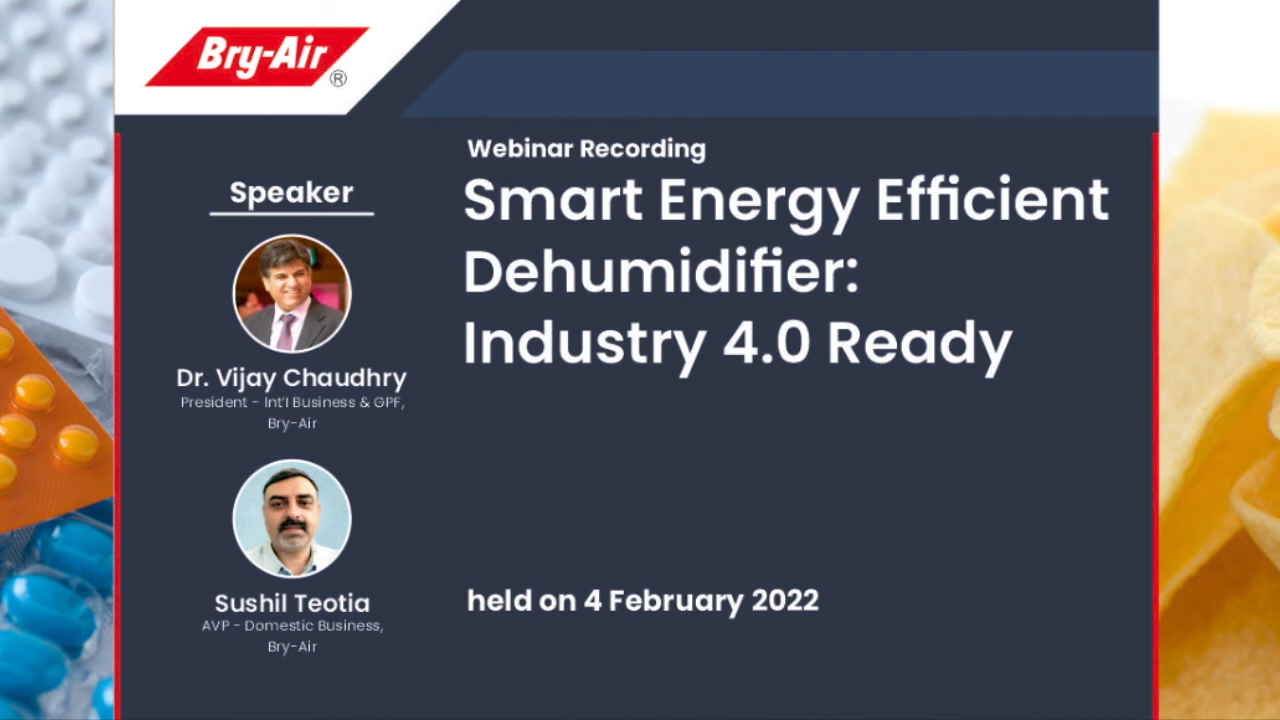 Bry-Air
®
Speaker
Dr. Vijay Chaudhry
President - Int'l Business & GPF,
Bry-Air
Sushil Teotia
AVP - Domestic Business,
Bry-Air
Webinar Recording
Smart Energy Efficient
Dehumidifier:
Industry 4.0 Ready
held on 4 February 2022